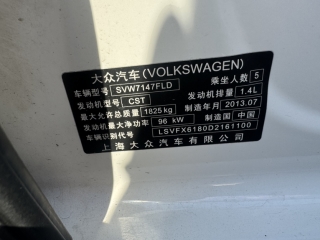 大众汽车(VOLKSWAGEN)
车辆型号 SVW7147FLD 乘坐人数 5
发动机型号 CST 发动机排量 1.4L
最大允许总质量 1825kg 制造年月 2013.07
发动机最大净功率 96 kW 制造国 中国
车辆识别代号 LSVFX6180D2161100
上海大众汽车有限公司